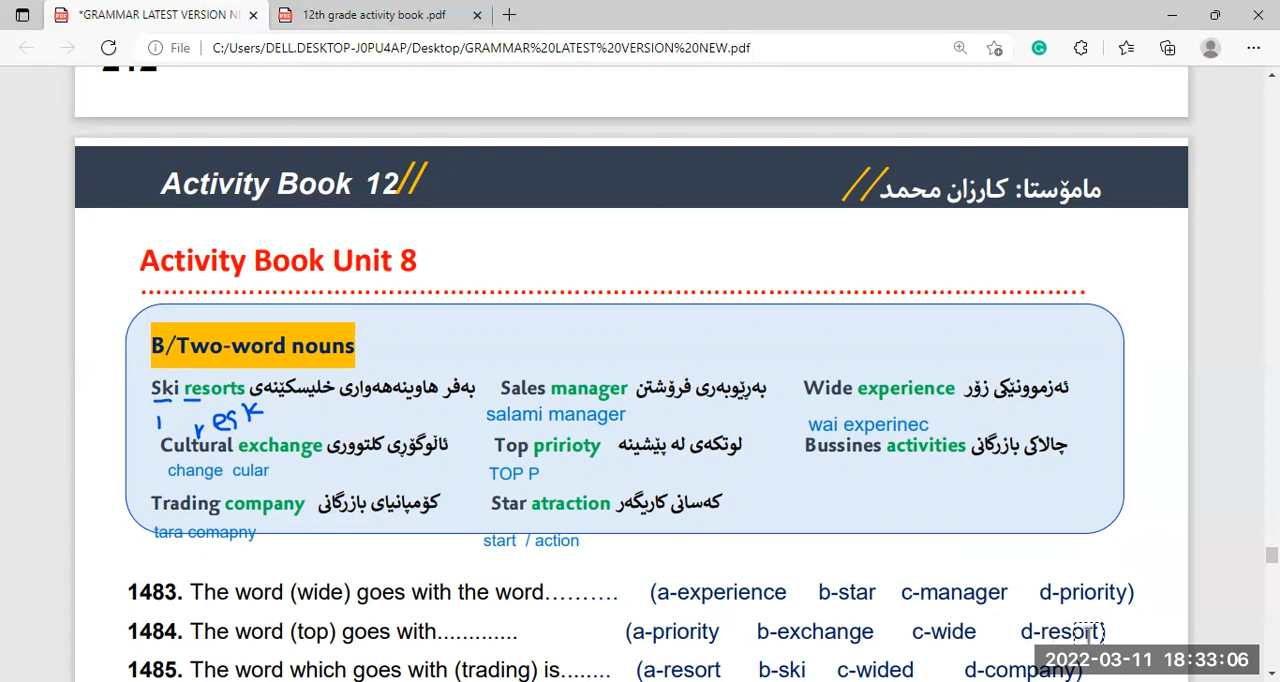 *GRAMMAR LATEST VERSION N
12th grade activity book .pdf
File C:/Users/DELL.DESKTOP-J0PU4AP/Desktop/GRAMMAR%20LATEST%20VERSION%20NEW.pdf
Activity Book 12// //مامۆستا: کارزان محمد
Activity Book Unit 8
B/Two-word nouns
Ski resorts بەفر هاوینەهەواری خلیسکێنەی Sales manager بەڕێوبەری فرۆشتن Wide experience ئەزموونێکی زۆر
salami manager
r esk
wai experinec
Cultural exchange ئاڵوگۆڕی کلتووری Top pririoty لوتکەی لە پێشینە Bussines activities چالاکی بازرگانی
change cular TOP P
Trading company کۆمپانیای بازرگانی Star atraction کەسانی کاریگەر
tara comapny
start / action
1483. The word (wide) goes with the word………. (a-experience b-star c-manager d-priority)
1484. The word (top) goes with............. (a-priority b-exchange c-wide d-resort)
1485. The word which goes with (trading) is........ (a-resort b-ski c-wided d-company)
2022-03-11 18:33:06